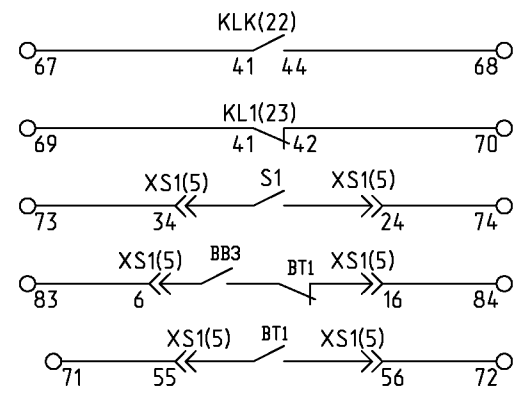 KLK(22)
67 41 44 68
KL1(23)
69 41 42 70
XS1(5) S1 XS1(5)
73 34 24 74
XS1(5) BB3 BT1 XS1(5)
83 6 16 84
XS1(5) BT1 XS1(5)
71 55 56 72